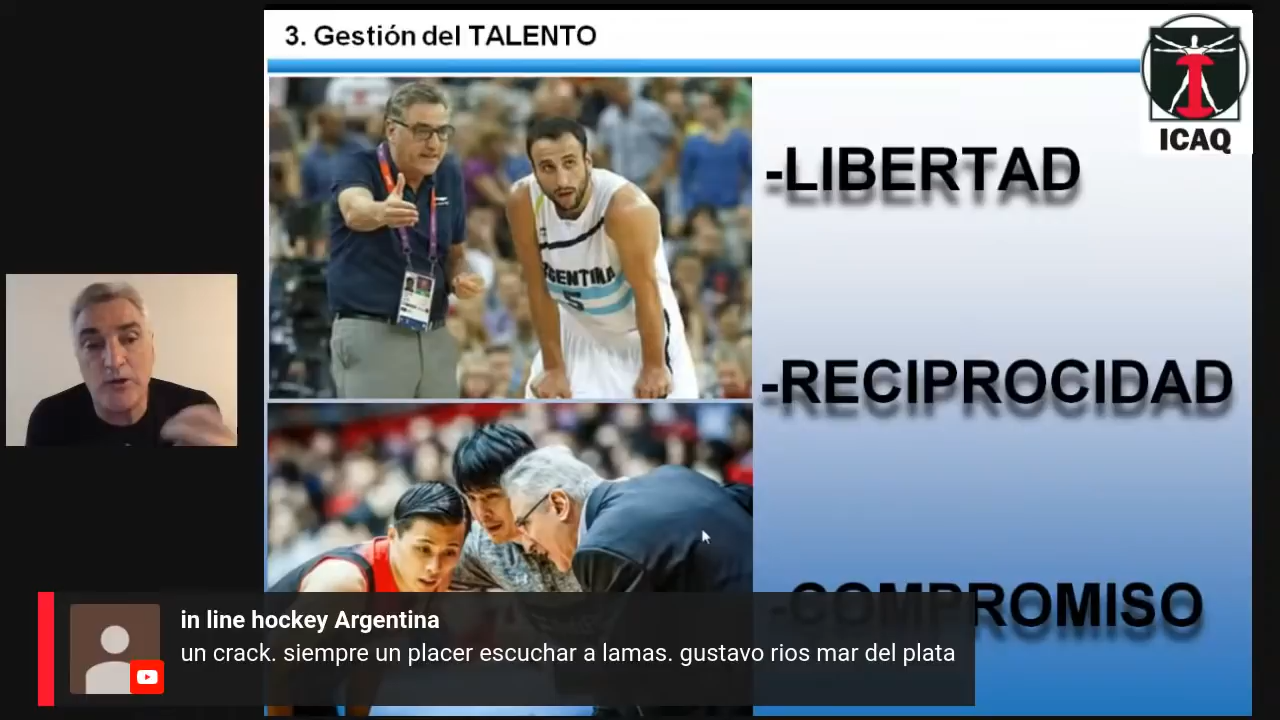 3. Gestión del TALENTO
ICAQ
ARGENTINA
5
-LIBERTAD
-RECIPROCIDAD
-COMPROMISO
in line hockey Argentina
un crack. siempre un placer escuchar a lamas. gustavo rios mar del plata